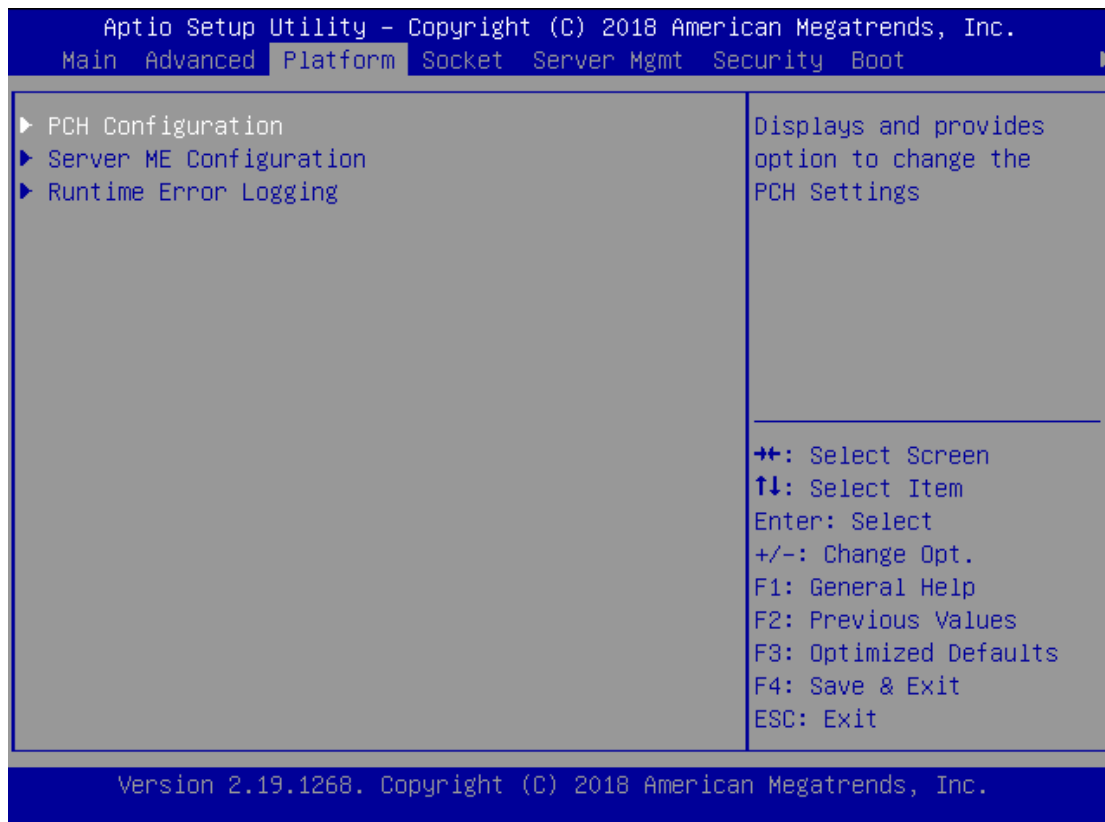 Aptio Setup Utility – Copyright (C) 2018 American Megatrends, Inc.
Main Advanced Platform Socket Server Mgmt Security Boot
▶ PCH Configuration
▶ Server ME Configuration
▶ Runtime Error Logging
Displays and provides
option to change the
PCH Settings
→←: Select Screen
↑↓: Select Item
Enter: Select
+/-: Change Opt.
F1: General Help
F2: Previous Values
F3: Optimized Defaults
F4: Save & Exit
ESC: Exit
Version 2.19.1268. Copyright (C) 2018 American Megatrends, Inc.